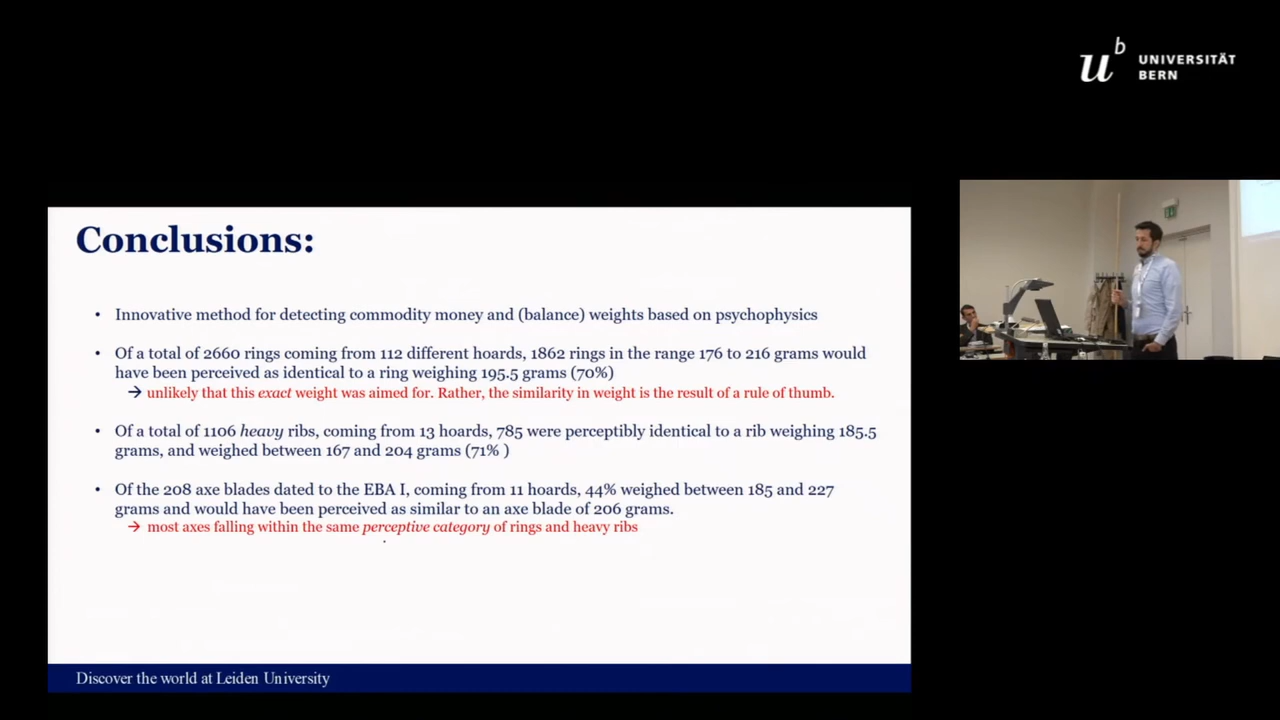 u b UNIVERSITÄT
BERN
Conclusions:
• Innovative method for detecting commodity money and (balance) weights based on psychophysics
• Of a total of 2660 rings coming from 112 different hoards, 1862 rings in the range 176 to 216 grams would
have been perceived as identical to a ring weighing 195.5 grams (70%)
→ unlikely that this exact weight was aimed for. Rather, the similarity in weight is the result of a rule of thumb.
• Of a total of 1106 heavy ribs, coming from 13 hoards, 785 were perceptibly identical to a rib weighing 185.5
grams, and weighed between 167 and 204 grams (71% )
• Of the 208 axe blades dated to the EBA I, coming from 11 hoards, 44% weighed between 185 and 227
grams and would have been perceived as similar to an axe blade of 206 grams.
→ most axes falling within the same perceptive category of rings and heavy ribs
.
Discover the world at Leiden University